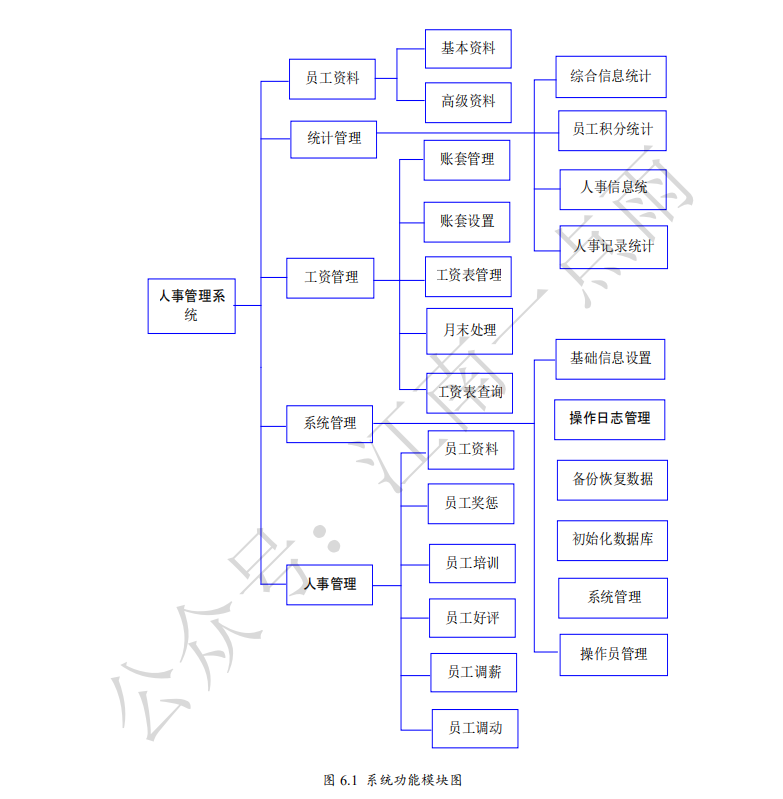 人事管理系
统
员工资料
基本资料
高级资料
统计管理
综合信息统计
员工积分统计
人事信息统
人事记录统计
工资管理
账套管理
账套设置
工资表管理
月末处理
工资表查询
系统管理
基础信息设置
操作日志管理
备份恢复数据
初始化数据库
系统管理
操作员管理
人事管理
员工资料
员工奖惩
员工培训
员工好评
员工调薪
员工调动
公众号：江南一点雨
图 6.1 系统功能模块图